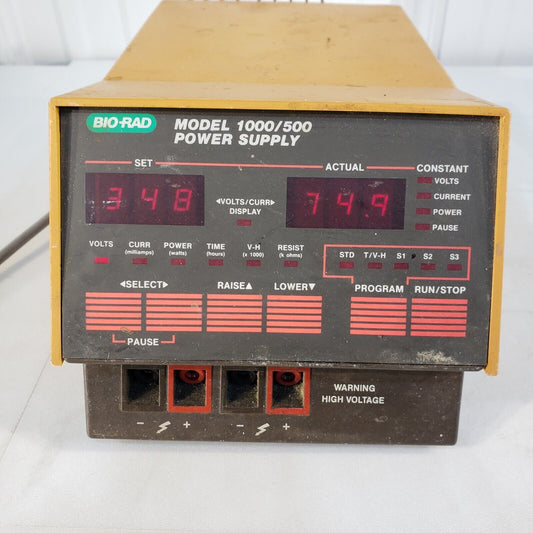 BIO-RAD
MODEL 1000/500
POWER SUPPLY
SET ACTUAL CONSTANT
348 74.9
VOLTS
CURRENT
POWER
PAUSE
◄VOLTS/CURR►
DISPLAY
VOLTS CURR POWER TIME V-H RESIST
(milliamps) (watts) (hours) (x 1000) (k ohms)
STD T/V-H S1 S2 S3
◄SELECT► RAISE▲ LOWER▼ PROGRAM RUN/STOP
PAUSE
WARNING
HIGH VOLTAGE
− + − +